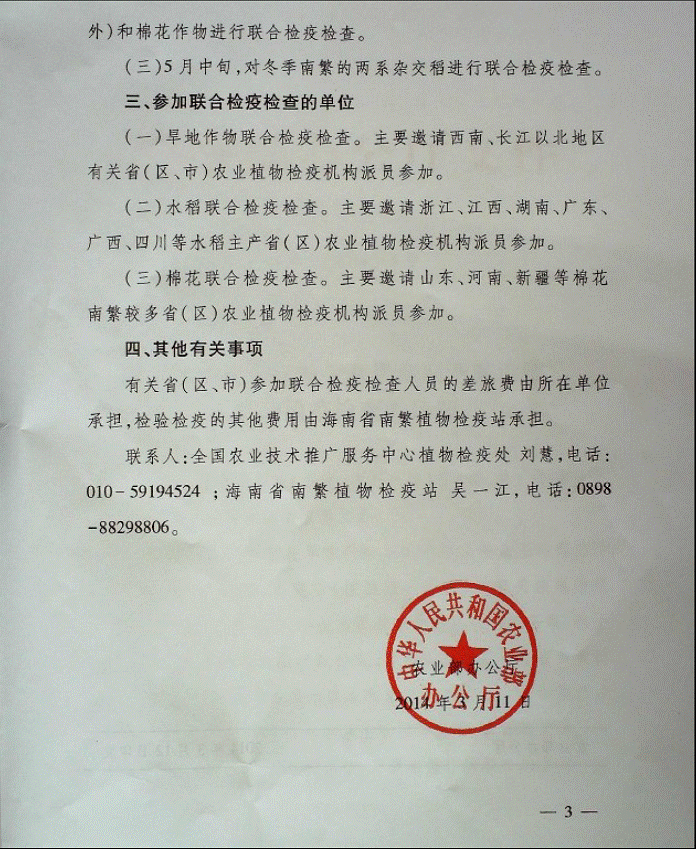 外)和棉花作物进行联合检疫检查。
(三)5月中旬,对冬季南繁的两系杂交稻进行联合检疫检查。
三、参加联合检疫检查的单位
(一)旱地作物联合检疫检查。主要邀请西南、长江以北地区
有关省(区、市)农业植物检疫机构派员参加。
(二)水稻联合检疫检查。主要邀请浙江、江西、湖南、广东、
广西、四川等水稻主产省(区)农业植物检疫机构派员参加。
(三)棉花联合检疫检查。主要邀请山东、河南、新疆等棉花
南繁较多省(区)农业植物检疫机构派员参加。
四、其他有关事项
有关省(区、市)参加联合检疫检查人员的差旅费由所在单位
承担,检验检疫的其他费用由海南省南繁植物检疫站承担。
联系人:全国农业技术推广服务中心植物检疫处 刘慧,电话:
010-59194524 ;海南省南繁植物检疫站 吴一江,电话:0898
-88298806。
中华人民共和国农业部
农业部办公厅
办公厅
2014年3月11日
— 3 —